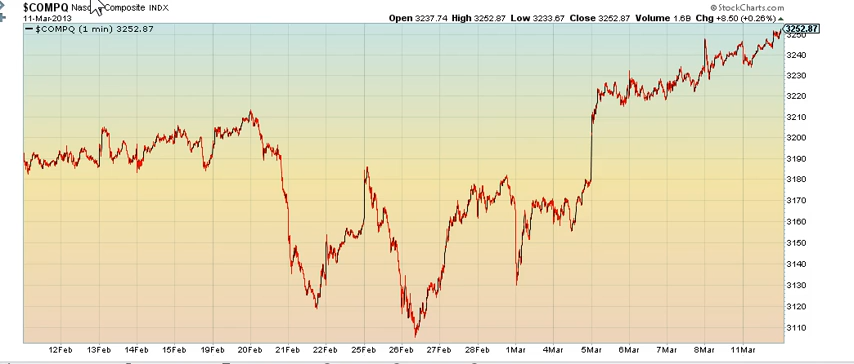 $COMPQ Nasd Composite INDX
© StockCharts.com
11-Mar-2013
Open 3237.74 High 3252.87 Low 3233.67 Close 3252.87 Volume 1.6B Chg +8.50 (+0.26%) ▲
— $COMPQ (1 min) 3252.87
3252.87
3250
3240
3230
3220
3210
3200
3190
3180
3170
3160
3150
3140
3130
3120
3110
12Feb 13Feb 14Feb 15Feb 19Feb 20Feb 21Feb 22Feb 25Feb 26Feb 27Feb 28Feb 1Mar 4Mar 5Mar 6Mar 7Mar 8Mar 11Mar